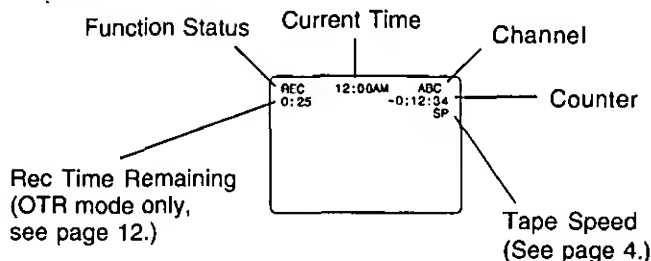 Function Status
Current Time
Channel
REC 12:00AM ABC
0:25 -0:12:34
SP
Counter
Rec Time Remaining
(OTR mode only,
see page 12.)
Tape Speed
(See page 4.)